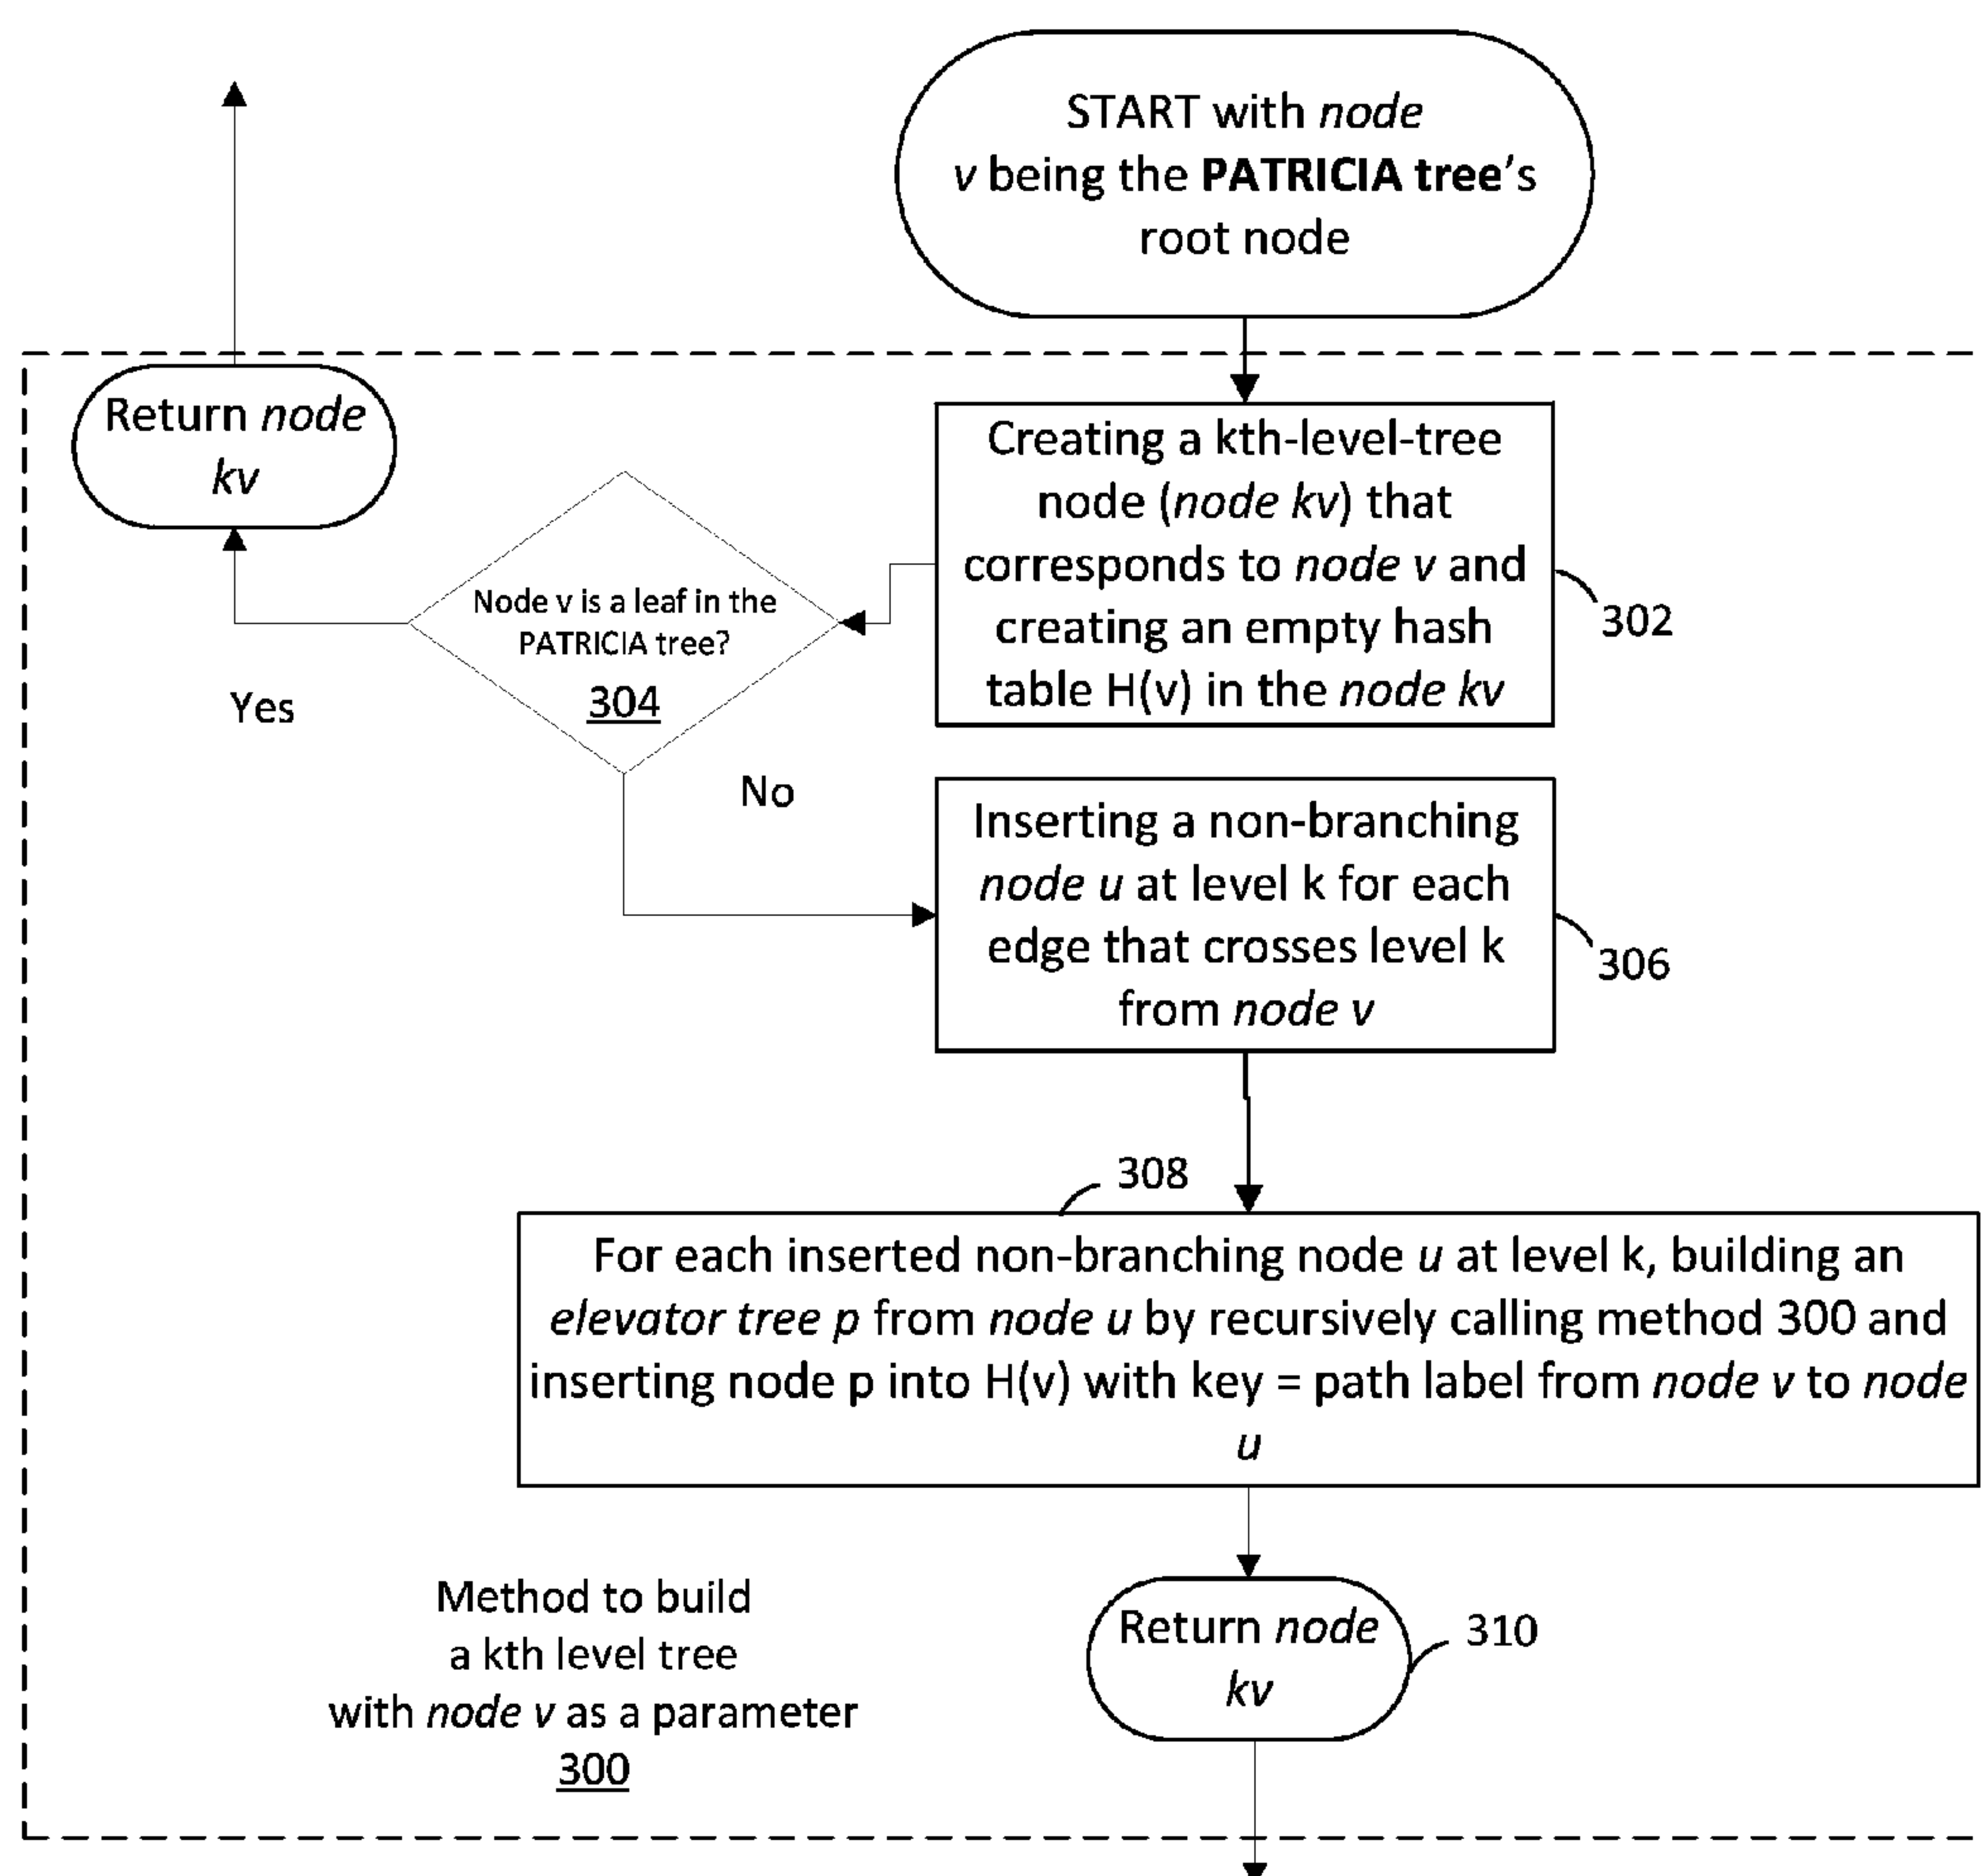 START with node
v being the PATRICIA tree's
root node
Return node
kv
Creating a kth-level-tree
node (node kv) that
corresponds to node v and
creating an empty hash
table H(v) in the node kv
302
Node v is a leaf in the
PATRICIA tree?
304
Yes
No
Inserting a non-branching
node u at level k for each
edge that crosses level k
from node v
306
308
For each inserted non-branching node u at level k, building an
elevator tree p from node u by recursively calling method 300 and
inserting node p into H(v) with key = path label from node v to node
u
Method to build
a kth level tree
with node v as a parameter
300
Return node
kv
310